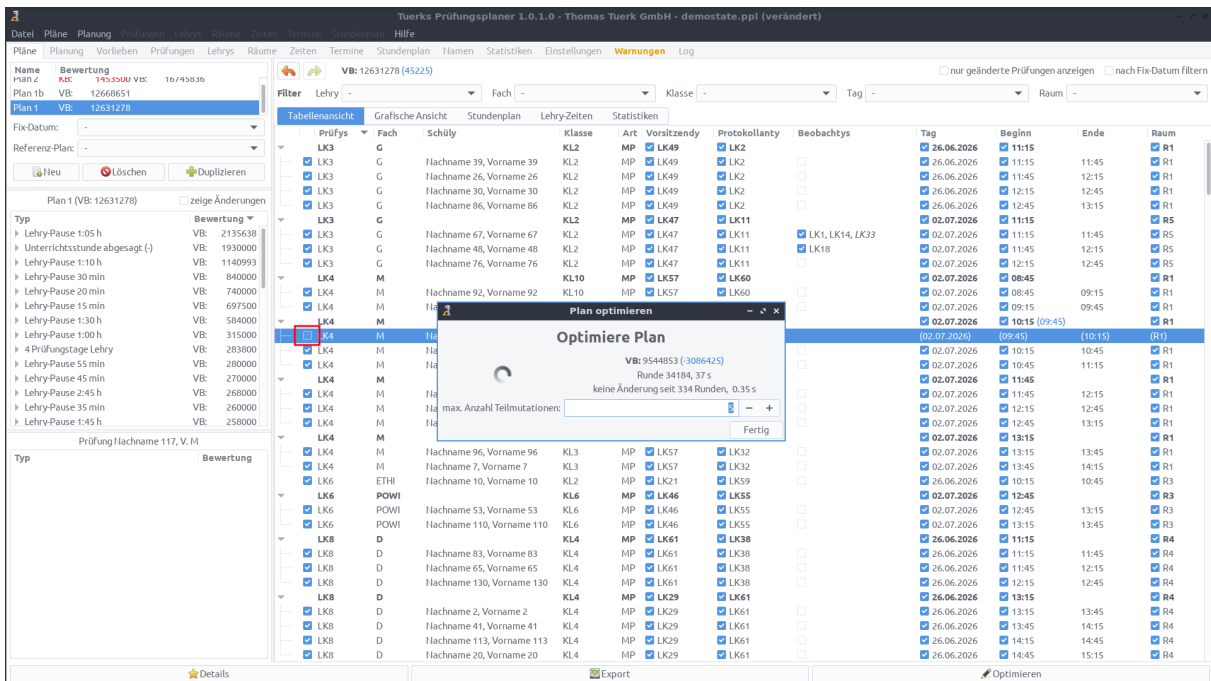 Tuerks Prüfungsplaner 1.0.1.0 - Thomas Tuerk GmbH - demostate.ppl (verändert)
Datei Pläne Planung Prüfungen Lehrys Räume Zeiten Termine Stundenplan Hilfe
Pläne Planung Vorlieben Prüfungen Lehrys Räume Zeiten Termine Stundenplan Namen Statistiken Einstellungen Warnungen Log
Name Bewertung
Plan 2 KB: 1453500 VB: 16745836
Plan 1b VB: 12668651
Plan 1 VB: 12631278
Fix-Datum: -
Referenz-Plan: -
Neu Löschen Duplizieren
Plan 1 (VB: 12631278) zeige Änderungen
Typ Bewertung
Lehry-Pause 1:05 h VB: 2135638
Unterrichtsstunde abgesagt (-) VB: 1930000
Lehry-Pause 1:10 h VB: 1140993
Lehry-Pause 30 min VB: 840000
Lehry-Pause 20 min VB: 740000
Lehry-Pause 15 min VB: 697500
Lehry-Pause 1:30 h VB: 584000
Lehry-Pause 1:00 h VB: 315000
4 Prüfungstage Lehry VB: 283800
Lehry-Pause 55 min VB: 280000
Lehry-Pause 45 min VB: 270000
Lehry-Pause 2:45 h VB: 268000
Lehry-Pause 35 min VB: 260000
Lehry-Pause 1:45 h VB: 258000
Prüfung Nachname 117, V. M
Typ Bewertung
VB: 12631278 (45225) nur geänderte Prüfungen anzeigen nach Fix-Datum filtern
Filter Lehry - Fach - Klasse - Tag - Raum -
Tabellenansicht Grafische Ansicht Stundenplan Lehry-Zeiten Statistiken
Prüfys Fach Schüly Klasse Art Vorsitzendy Protokollanty Beobachtys Tag Beginn Ende Raum
LK3 G KL2 MP LK49 LK2 26.06.2026 11:15 R1
LK3 G Nachname 39, Vorname 39 KL2 MP LK49 LK2 26.06.2026 11:15 11:45 R1
LK3 G Nachname 26, Vorname 26 KL2 MP LK49 LK2 26.06.2026 11:45 12:15 R1
LK3 G Nachname 30, Vorname 30 KL2 MP LK49 LK2 26.06.2026 12:15 12:45 R1
LK3 G Nachname 86, Vorname 86 KL2 MP LK49 LK2 26.06.2026 12:45 13:15 R1
LK3 G KL2 MP LK47 LK11 02.07.2026 11:15 R5
LK3 G Nachname 67, Vorname 67 KL2 MP LK47 LK11 LK1, LK14, LK33 02.07.2026 11:15 11:45 R5
LK3 G Nachname 48, Vorname 48 KL2 MP LK47 LK11 LK18 02.07.2026 11:45 12:15 R5
LK3 G Nachname 76, Vorname 76 KL2 MP LK47 LK11 02.07.2026 12:15 12:45 R5
LK4 M KL10 MP LK57 LK60 02.07.2026 08:45 R1
LK4 M Nachname 92, Vorname 92 KL10 MP LK57 LK60 02.07.2026 08:45 09:15 R1
LK4 M Na 02.07.2026 09:15 09:45 R1
LK4 M 02.07.2026 10:15 (09:45) R1
LK4 M Na (02.07.2026) (09:45) (10:15) (R1)
LK4 M Na 02.07.2026 10:15 10:45 R1
LK4 M Na 02.07.2026 10:45 11:15 R1
LK4 M 02.07.2026 11:45 R1
LK4 M Na 02.07.2026 11:45 12:15 R1
LK4 M Na 02.07.2026 12:15 12:45 R1
LK4 M Na 02.07.2026 12:45 13:15 R1
LK4 M 02.07.2026 13:15 R1
LK4 M Nachname 96, Vorname 96 KL3 MP LK57 LK32 02.07.2026 13:15 13:45 R1
LK4 M Nachname 7, Vorname 7 KL3 MP LK57 LK32 02.07.2026 13:45 14:15 R1
LK6 ETHI Nachname 10, Vorname 10 KL2 MP LK21 LK59 26.06.2026 10:15 10:45 R3
LK6 POWI KL6 MP LK46 LK55 02.07.2026 12:45 R3
LK6 POWI Nachname 53, Vorname 53 KL6 MP LK46 LK55 02.07.2026 12:45 13:15 R3
LK6 POWI Nachname 110, Vorname 110 KL6 MP LK46 LK55 02.07.2026 13:15 13:45 R3
LK8 D KL4 MP LK61 LK38 26.06.2026 11:15 R4
LK8 D Nachname 83, Vorname 83 KL4 MP LK61 LK38 26.06.2026 11:15 11:45 R4
LK8 D Nachname 65, Vorname 65 KL4 MP LK61 LK38 26.06.2026 11:45 12:15 R4
LK8 D Nachname 130, Vorname 130 KL4 MP LK61 LK38 26.06.2026 12:15 12:45 R4
LK8 D KL4 MP LK29 LK61 26.06.2026 13:15 R4
LK8 D Nachname 2, Vorname 2 KL4 MP LK29 LK61 26.06.2026 13:15 13:45 R4
LK8 D Nachname 41, Vorname 41 KL4 MP LK29 LK61 26.06.2026 13:45 14:15 R4
LK8 D Nachname 113, Vorname 113 KL4 MP LK29 LK61 26.06.2026 14:15 14:45 R4
LK8 D Nachname 20, Vorname 20 KL4 MP LK29 LK61 26.06.2026 14:45 15:15 R4
Plan optimieren
Optimiere Plan
VB: 9544853 (-3086425)
Runde 34184, 37 s
keine Änderung seit 334 Runden, 0.35 s
max. Anzahl Teilmutationen: 5
Fertig
Details Export Optimieren